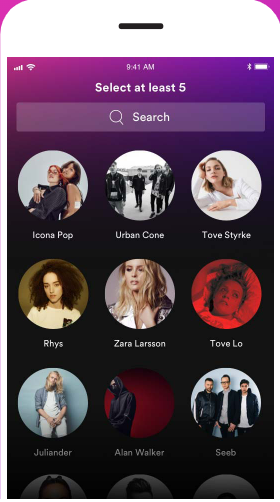 9:41 AM
Select at least 5
Search
Icona Pop
Urban Cone
Tove Styrke
Rhys
Zara Larsson
Tove Lo
Juliander
Alan Walker
Seeb